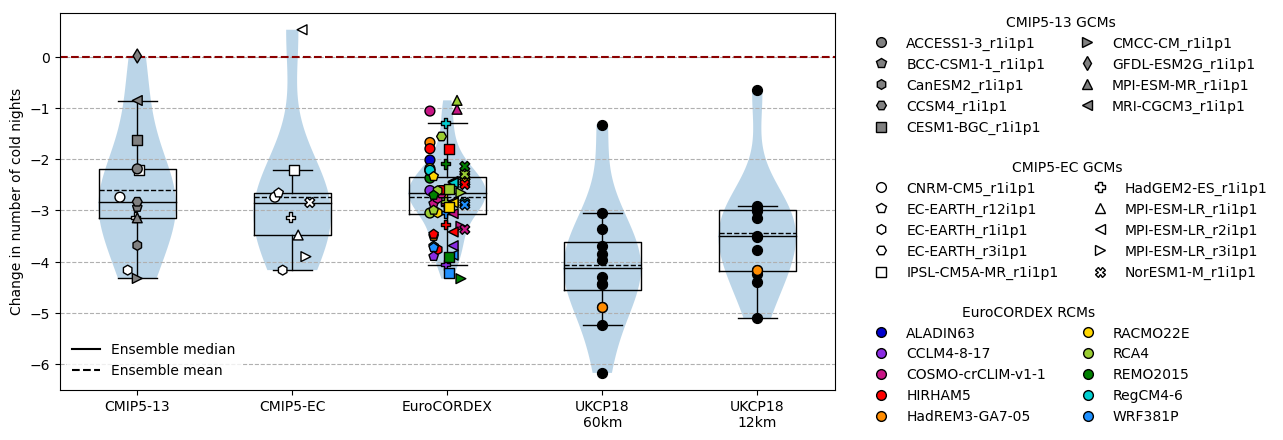 Change in number of cold nights
0
−1
−2
−3
−4
−5
−6
Ensemble median
Ensemble mean
CMIP5-13
CMIP5-EC
EuroCORDEX
UKCP18
60km
UKCP18
12km
CMIP5-13 GCMs
ACCESS1-3_r1i1p1
BCC-CSM1-1_r1i1p1
CanESM2_r1i1p1
CCSM4_r1i1p1
CESM1-BGC_r1i1p1
CMCC-CM_r1i1p1
GFDL-ESM2G_r1i1p1
MPI-ESM-MR_r1i1p1
MRI-CGCM3_r1i1p1
CMIP5-EC GCMs
CNRM-CM5_r1i1p1
EC-EARTH_r12i1p1
EC-EARTH_r1i1p1
EC-EARTH_r3i1p1
IPSL-CM5A-MR_r1i1p1
HadGEM2-ES_r1i1p1
MPI-ESM-LR_r1i1p1
MPI-ESM-LR_r2i1p1
MPI-ESM-LR_r3i1p1
NorESM1-M_r1i1p1
EuroCORDEX RCMs
ALADIN63
CCLM4-8-17
COSMO-crCLIM-v1-1
HIRHAM5
HadREM3-GA7-05
RACMO22E
RCA4
REMO2015
RegCM4-6
WRF381P